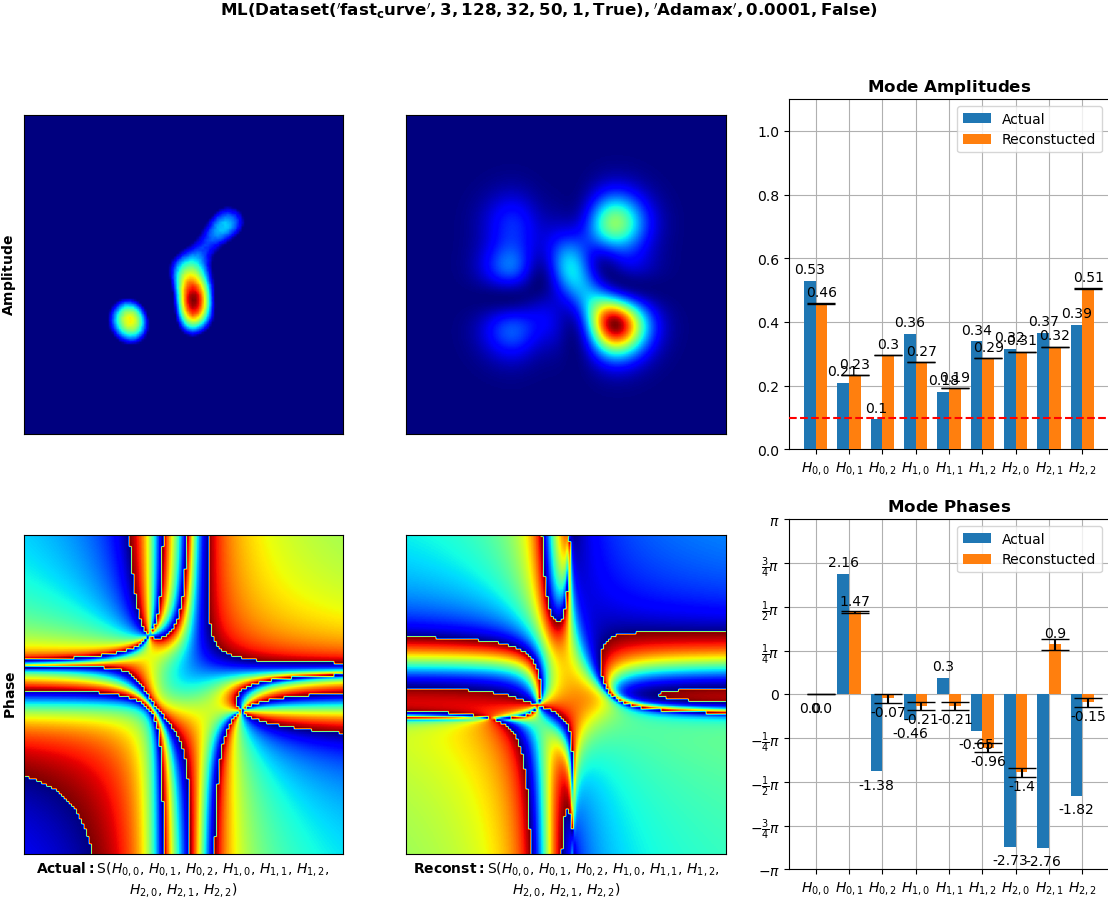 ML(Dataset(′fast_curve′, 3, 128, 32, 50, 1, True), ′Adamax′, 0.0001, False)
Amplitude
Mode Amplitudes
Actual
Reconstucted
1.0
0.8
0.6
0.4
0.2
0.0
0.53
0.46
0.21
0.23
0.1
0.3
0.36
0.27
0.18
0.19
0.34
0.29
0.32
0.31
0.37
0.32
0.39
0.51
H0,0 H0,1 H0,2 H1,0 H1,1 H1,2 H2,0 H2,1 H2,2
Phase
Actual: S(H0,0, H0,1, H0,2, H1,0, H1,1, H1,2,
H2,0, H2,1, H2,2)
Reconst: S(H0,0, H0,1, H0,2, H1,0, H1,1, H1,2,
H2,0, H2,1, H2,2)
Mode Phases
Actual
Reconstucted
π
3/4π
1/2π
1/4π
0
−1/4π
−1/2π
−3/4π
−π
0.0
0.0
2.16
1.47
-1.38
-0.07
-0.46
-0.21
0.3
-0.21
-0.65
-0.96
-2.73
-1.4
-2.76
0.9
-1.82
-0.15
H0,0 H0,1 H0,2 H1,0 H1,1 H1,2 H2,0 H2,1 H2,2